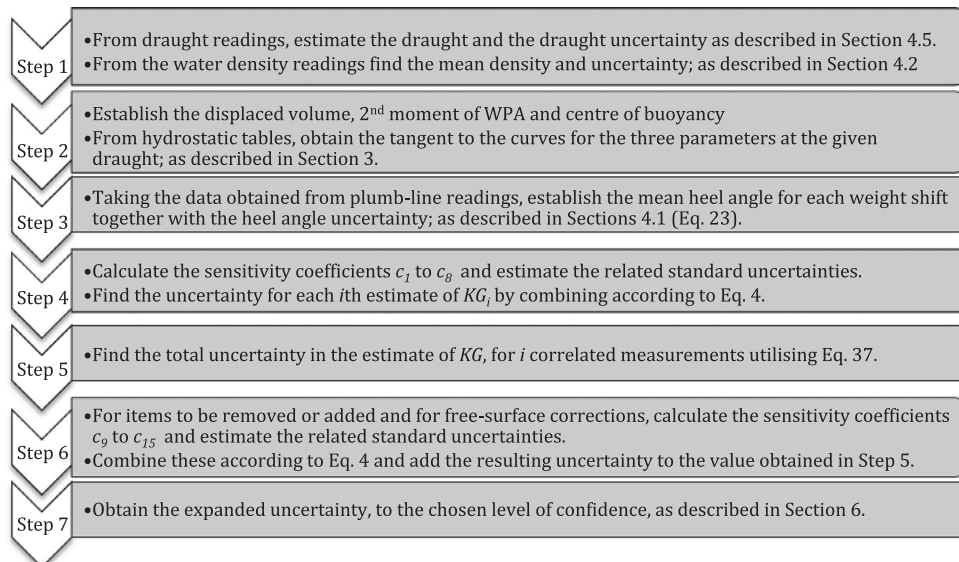 Step 1
•From draught readings, estimate the draught and the draught uncertainty as described in Section 4.5.
•From the water density readings find the mean density and uncertainty; as described in Section 4.2
Step 2
•Establish the displaced volume, 2nd moment of WPA and centre of buoyancy
•From hydrostatic tables, obtain the tangent to the curves for the three parameters at the given
draught; as described in Section 3.
Step 3
•Taking the data obtained from plumb-line readings, establish the mean heel angle for each weight shift
together with the heel angle uncertainty; as described in Sections 4.1 (Eq. 23).
Step 4
•Calculate the sensitivity coefficients c1 to c8 and estimate the related standard uncertainties.
•Find the uncertainty for each ith estimate of KGi by combining according to Eq. 4.
Step 5
•Find the total uncertainty in the estimate of KG, for i correlated measurements utilising Eq. 37.
Step 6
•For items to be removed or added and for free-surface corrections, calculate the sensitivity coefficients
c9 to c15 and estimate the related standard uncertainties.
•Combine these according to Eq. 4 and add the resulting uncertainty to the value obtained in Step 5.
Step 7
•Obtain the expanded uncertainty, to the chosen level of confidence, as described in Section 6.